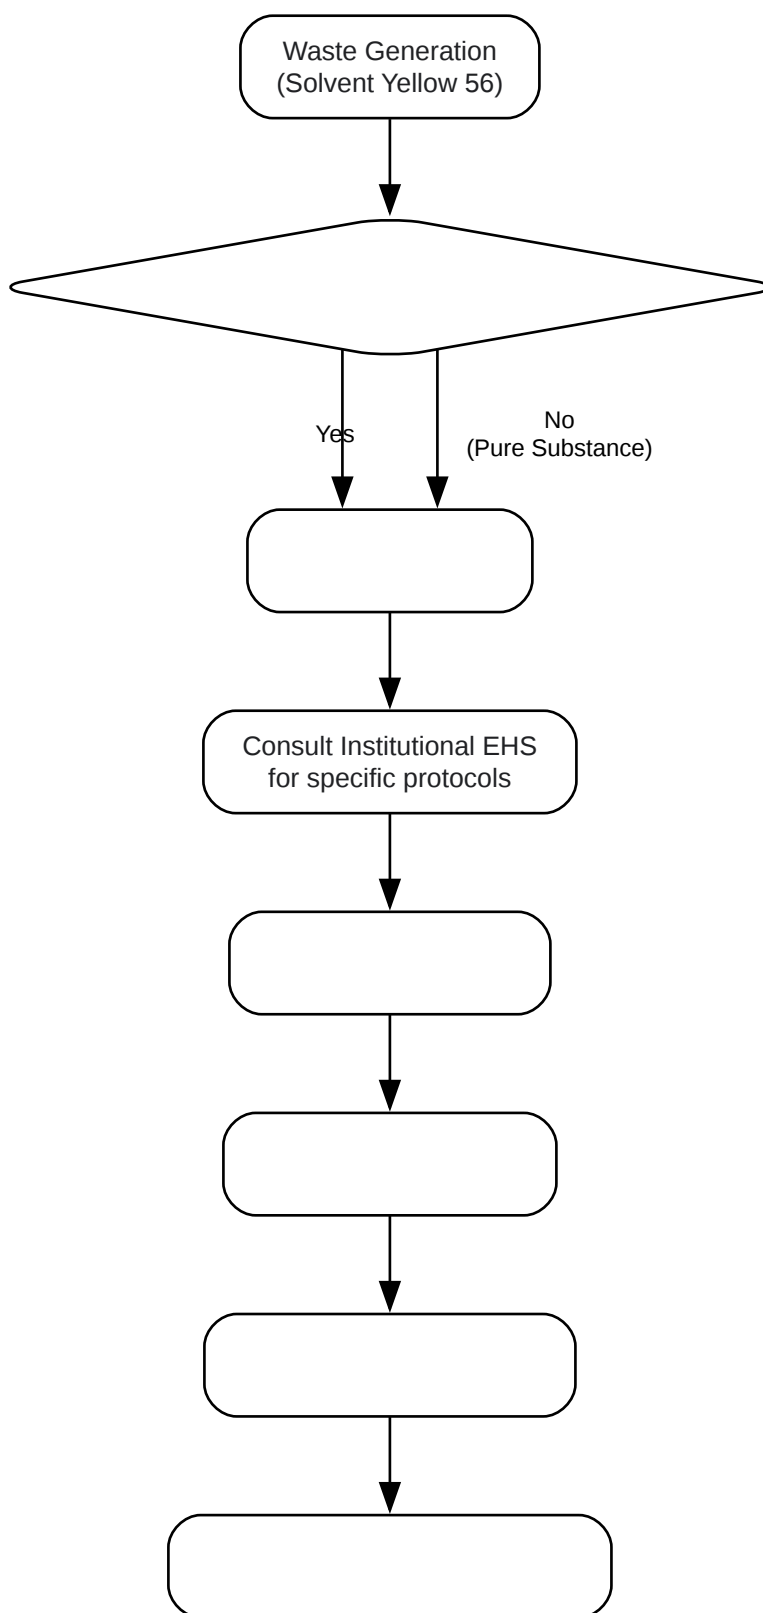 Waste Generation
(Solvent Yellow 56)
Yes
No
(Pure Substance)
Consult Institutional EHS
for specific protocols